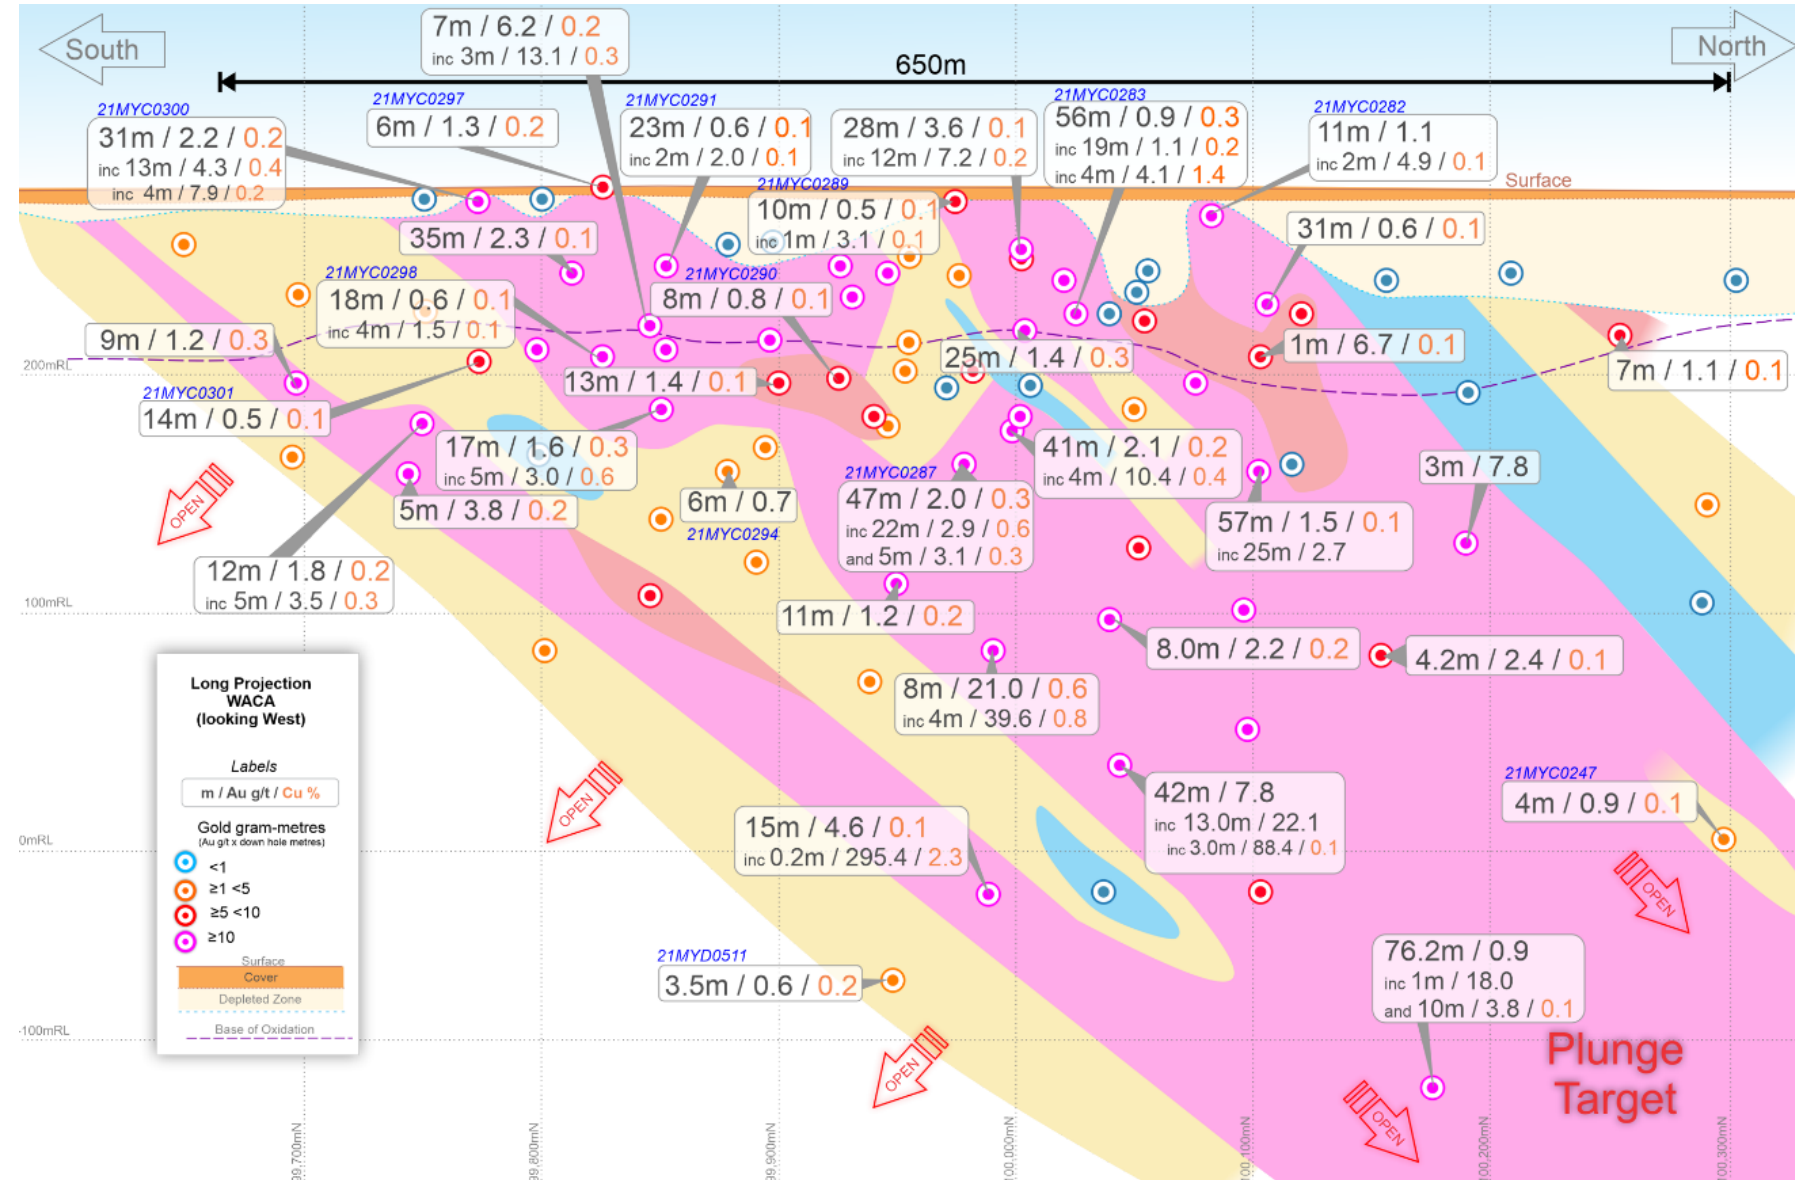 South
North
650m
7m / 6.2 / 0.2
inc 3m / 13.1 / 0.3
21MYC0300
31m / 2.2 / 0.2
inc 13m / 4.3 / 0.4
inc 4m / 7.9 / 0.2
21MYC0297
6m / 1.3 / 0.2
21MYC0291
23m / 0.6 / 0.1
inc 2m / 2.0 / 0.1
28m / 3.6 / 0.1
inc 12m / 7.2 / 0.2
21MYC0283
56m / 0.9 / 0.3
inc 19m / 1.1 / 0.2
inc 4m / 4.1 / 1.4
21MYC0282
11m / 1.1
inc 2m / 4.9 / 0.1
Surface
21MYC0289
10m / 0.5 / 0.1
inc 1m / 3.1 / 0.1
35m / 2.3 / 0.1
31m / 0.6 / 0.1
21MYC0298
18m / 0.6 / 0.1
inc 4m / 1.5 / 0.1
21MYC0290
8m / 0.8 / 0.1
9m / 1.2 / 0.3
25m / 1.4 / 0.3
1m / 6.7 / 0.1
7m / 1.1 / 0.1
200mRL
13m / 1.4 / 0.1
21MYC0301
14m / 0.5 / 0.1
17m / 1.6 / 0.3
inc 5m / 3.0 / 0.6
41m / 2.1 / 0.2
inc 4m / 10.4 / 0.4
3m / 7.8
21MYC0287
47m / 2.0 / 0.3
inc 22m / 2.9 / 0.6
and 5m / 3.1 / 0.3
6m / 0.7
21MYC0294
5m / 3.8 / 0.2
57m / 1.5 / 0.1
inc 25m / 2.7
OPEN
12m / 1.8 / 0.2
inc 5m / 3.5 / 0.3
100mRL
11m / 1.2 / 0.2
8.0m / 2.2 / 0.2
4.2m / 2.4 / 0.1
8m / 21.0 / 0.6
inc 4m / 39.6 / 0.8
Long Projection
WACA
(looking West)
Labels
m / Au g/t / Cu %
Gold gram-metres
(Au g/t x down hole metres)
<1
≥1 <5
≥5 <10
≥10
Surface
Cover
Depleted Zone
Base of Oxidation
OPEN
42m / 7.8
inc 13.0m / 22.1
inc 3.0m / 88.4 / 0.1
21MYC0247
4m / 0.9 / 0.1
15m / 4.6 / 0.1
inc 0.2m / 295.4 / 2.3
0mRL
OPEN
21MYD0511
3.5m / 0.6 / 0.2
76.2m / 0.9
inc 1m / 18.0
and 10m / 3.8 / 0.1
-100mRL
Plunge
Target
OPEN
OPEN
99,700mN
99,800mN
99,900mN
100,000mN
100,100mN
100,200mN
100,300mN